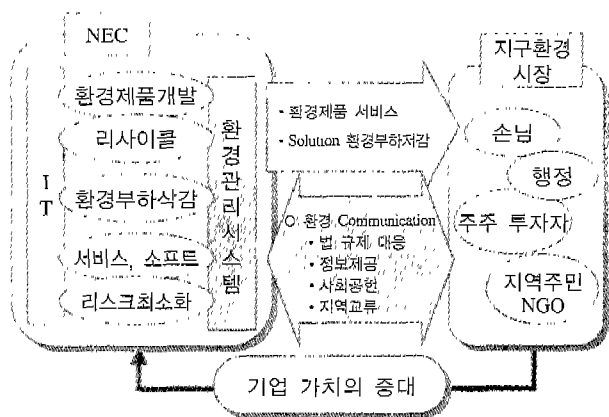 NEC
I
T
환경제품개발
리사이클
환경부하삭감
서비스, 소프트
리스크최소화
환경관리시스템
• 환경제품 서비스
• Solution 환경부하저감
○ 환경 Communication
• 법 규제 대응
• 정보제공
• 사회공헌
• 지역교류
지구환경
시장
손님
행정
주주 투자자
지역주민
NGO
기업 가치의 증대